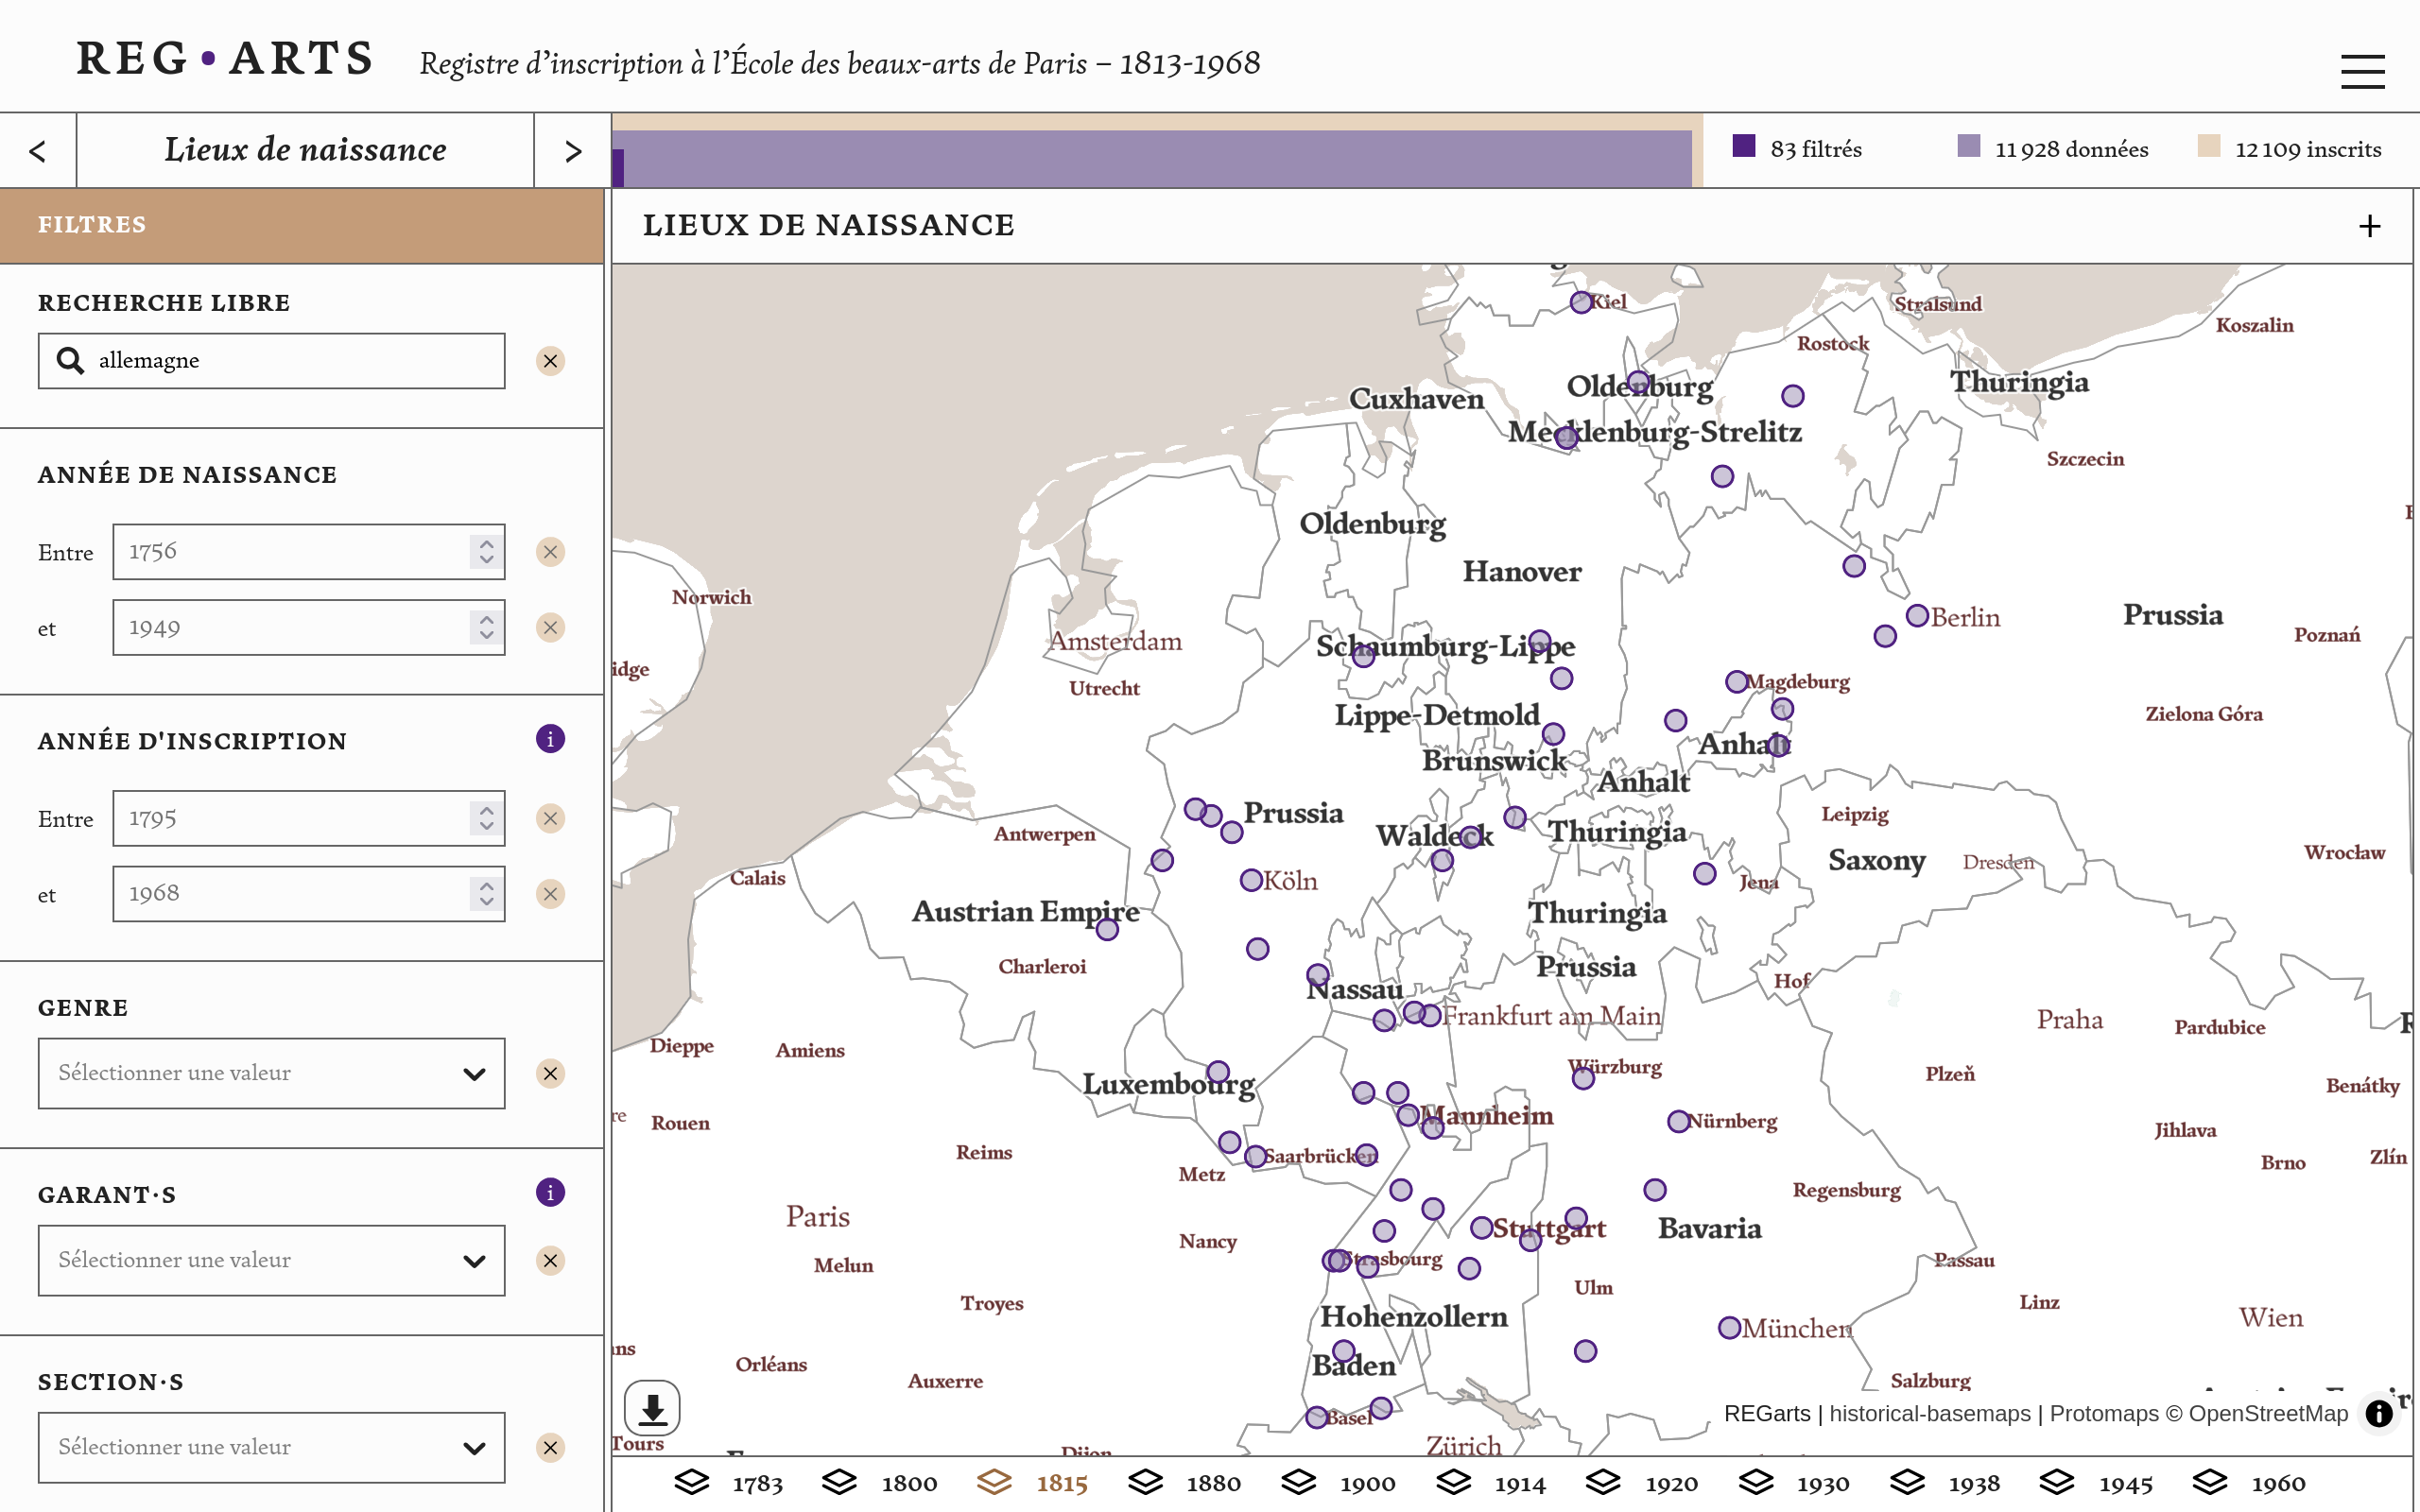 REG•ARTS
Registre d'inscription à l'École des beaux-arts de Paris – 1813-1968
<
Lieux de naissance
>
83 filtrés
11 928 données
12 109 inscrits
FILTRES
RECHERCHE LIBRE
allemagne
ANNÉE DE NAISSANCE
Entre
1756
et
1949
ANNÉE D'INSCRIPTION
i
Entre
1795
et
1968
GENRE
Sélectionner une valeur
GARANT·S
i
Sélectionner une valeur
SECTION·S
Sélectionner une valeur
LIEUX DE NAISSANCE
+
Kiel
Stralsund
Koszalin
Rostock
Oldenburg
Thuringia
Cuxhaven
Mecklenburg-Strelitz
Szczecin
Oldenburg
Hanover
Norwich
Berlin
Prussia
Amsterdam
Schaumburg-Lippe
Poznań
idge
Utrecht
Magdeburg
Lippe-Detmold
Zielona Góra
Anhalt
Brunswick
Anhalt
Prussia
Leipzig
Antwerpen
Waldeck
Thuringia
Wrocław
Saxony
Dresden
Calais
Köln
Jena
Austrian Empire
Thuringia
Charleroi
Prussia
Hof
Nassau
Frankfurt am Main
Praha
Pardubice
Dieppe
Amiens
Würzburg
Plzeň
Luxembourg
Benátky
re
Rouen
Mannheim
Nürnberg
Jihlava
Reims
Saarbrücken
Brno
Zlín
Metz
Regensburg
Paris
Stuttgart
Bavaria
Nancy
Strasbourg
Passau
Melun
Ulm
Troyes
Linz
Hohenzollern
Wien
München
ans
Orléans
Baden
Auxerre
Salzburg
Basel
REGarts | historical-basemaps | Protomaps © OpenStreetMap
Tours
Dijon
Zürich
1783
1800
1815
1880
1900
1914
1920
1930
1938
1945
1960